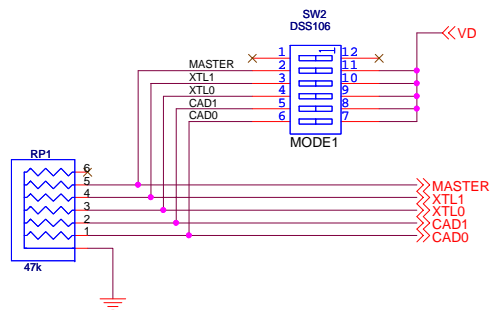 SW2
DSS106
VD
1 12
MASTER 2 11
XTL1 3 10
XTL0 4 9
CAD1 5 8
CAD0 6 7
MODE1
RP1
6
5 MASTER
4 XTL1
3 XTL0
2 CAD1
1 CAD0
47k